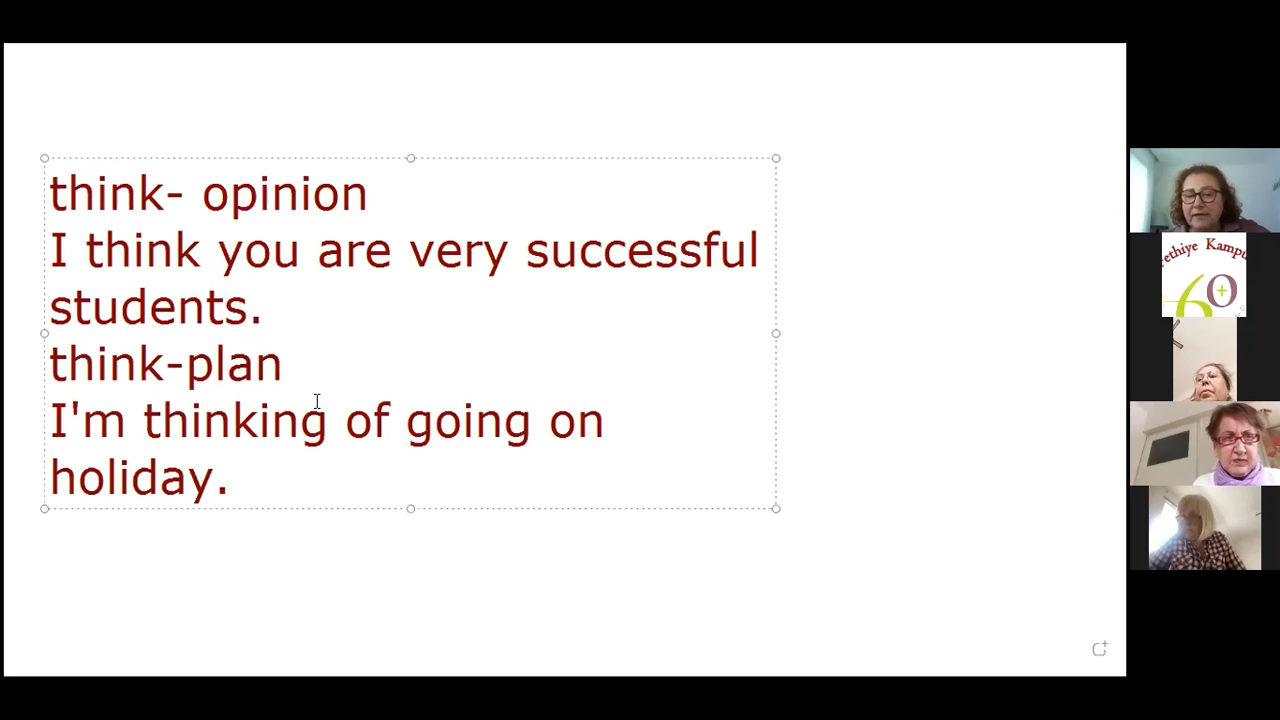 think- opinion
I think you are very successful
students.
think-plan
I'm thinking of going on
holiday.
ethiye Kampu
60+